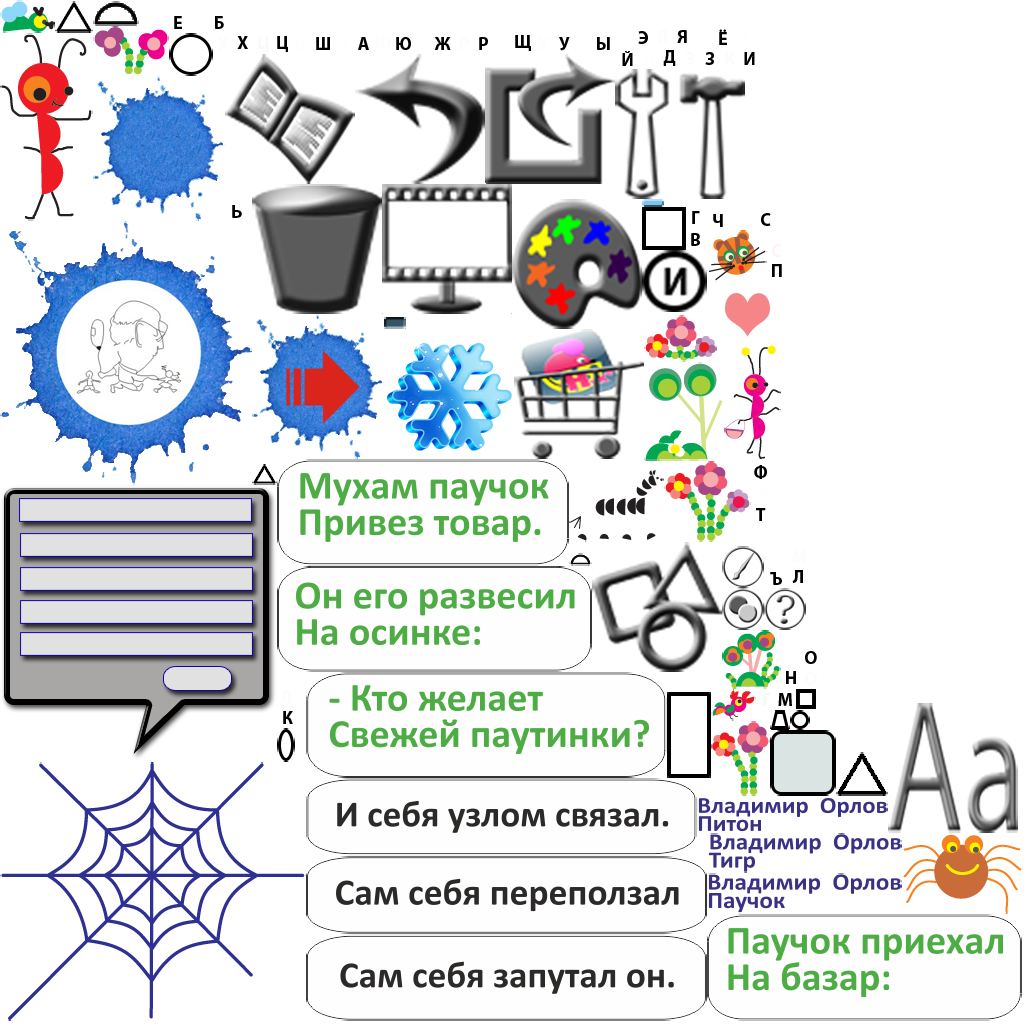 Е Б
Х Ц Ш А Ю Ж Р Щ У Ы Й Э Д Я З Ё И
Ь
Г Ч С
В
И
П
Ф
Т
Мухам паучок
Привез товар.
Он его развесил
На осинке:
Ъ Л
?
О
Н
М
- Кто желает
Свежей паутинки?
К
И себя узлом связал.
Аа
Владимир Орлов
Питон
Владимир Орлов
Тигр
Владимир Орлов
Паучок
Сам себя переползал
Сам себя запутал он.
Паучок приехал
На базар: